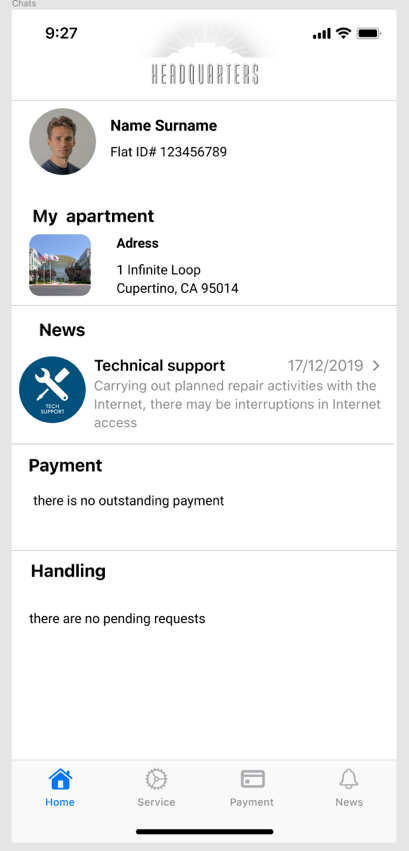 Chats
9:27
HEADQUARTERS
Name Surname
Flat ID# 123456789
My apartment
Adress
1 Infinite Loop
Cupertino, CA 95014
News
Technical support 17/12/2019
Carrying out planned repair activities with the
Internet, there may be interruptions in Internet
access
TECH
SUPPORT
Payment
there is no outstanding payment
Handling
there are no pending requests
Home Service Payment News